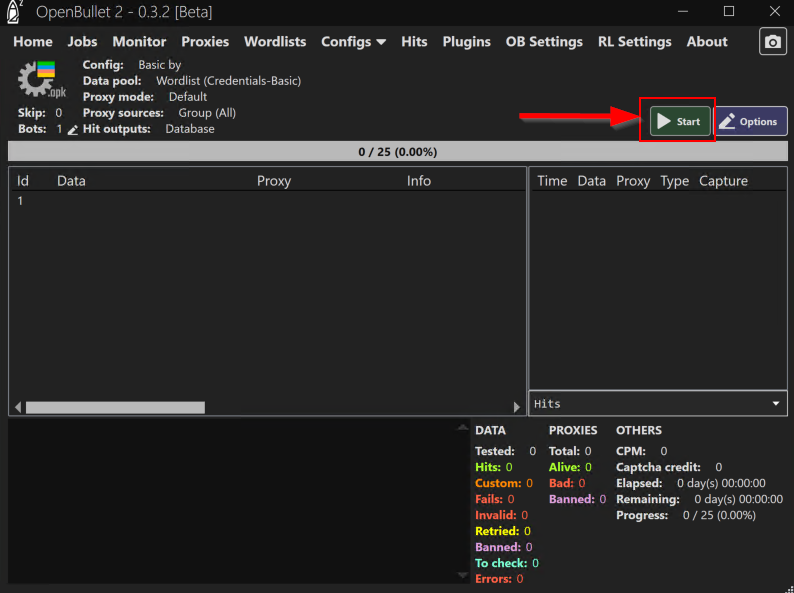 OpenBullet 2 - 0.3.2 [Beta]
Home Jobs Monitor Proxies Wordlists Configs Hits Plugins OB Settings RL Settings About
Config: Basic by
Data pool: Wordlist (Credentials-Basic)
Proxy mode: Default
Skip: 0 Proxy sources: Group (All)
Bots: 1 Hit outputs: Database
.opk
Start
Options
0 / 25 (0.00%)
Id Data Proxy Info
1
Time Data Proxy Type Capture
Hits
DATA PROXIES OTHERS
Tested: 0 Total: 0 CPM: 0
Hits: 0 Alive: 0 Captcha credit: 0
Custom: 0 Bad: 0 Elapsed: 0 day(s) 00:00:00
Fails: 0 Banned: 0 Remaining: 0 day(s) 00:00:00
Invalid: 0 Progress: 0 / 25 (0.00%)
Retried: 0
Banned: 0
To check: 0
Errors: 0